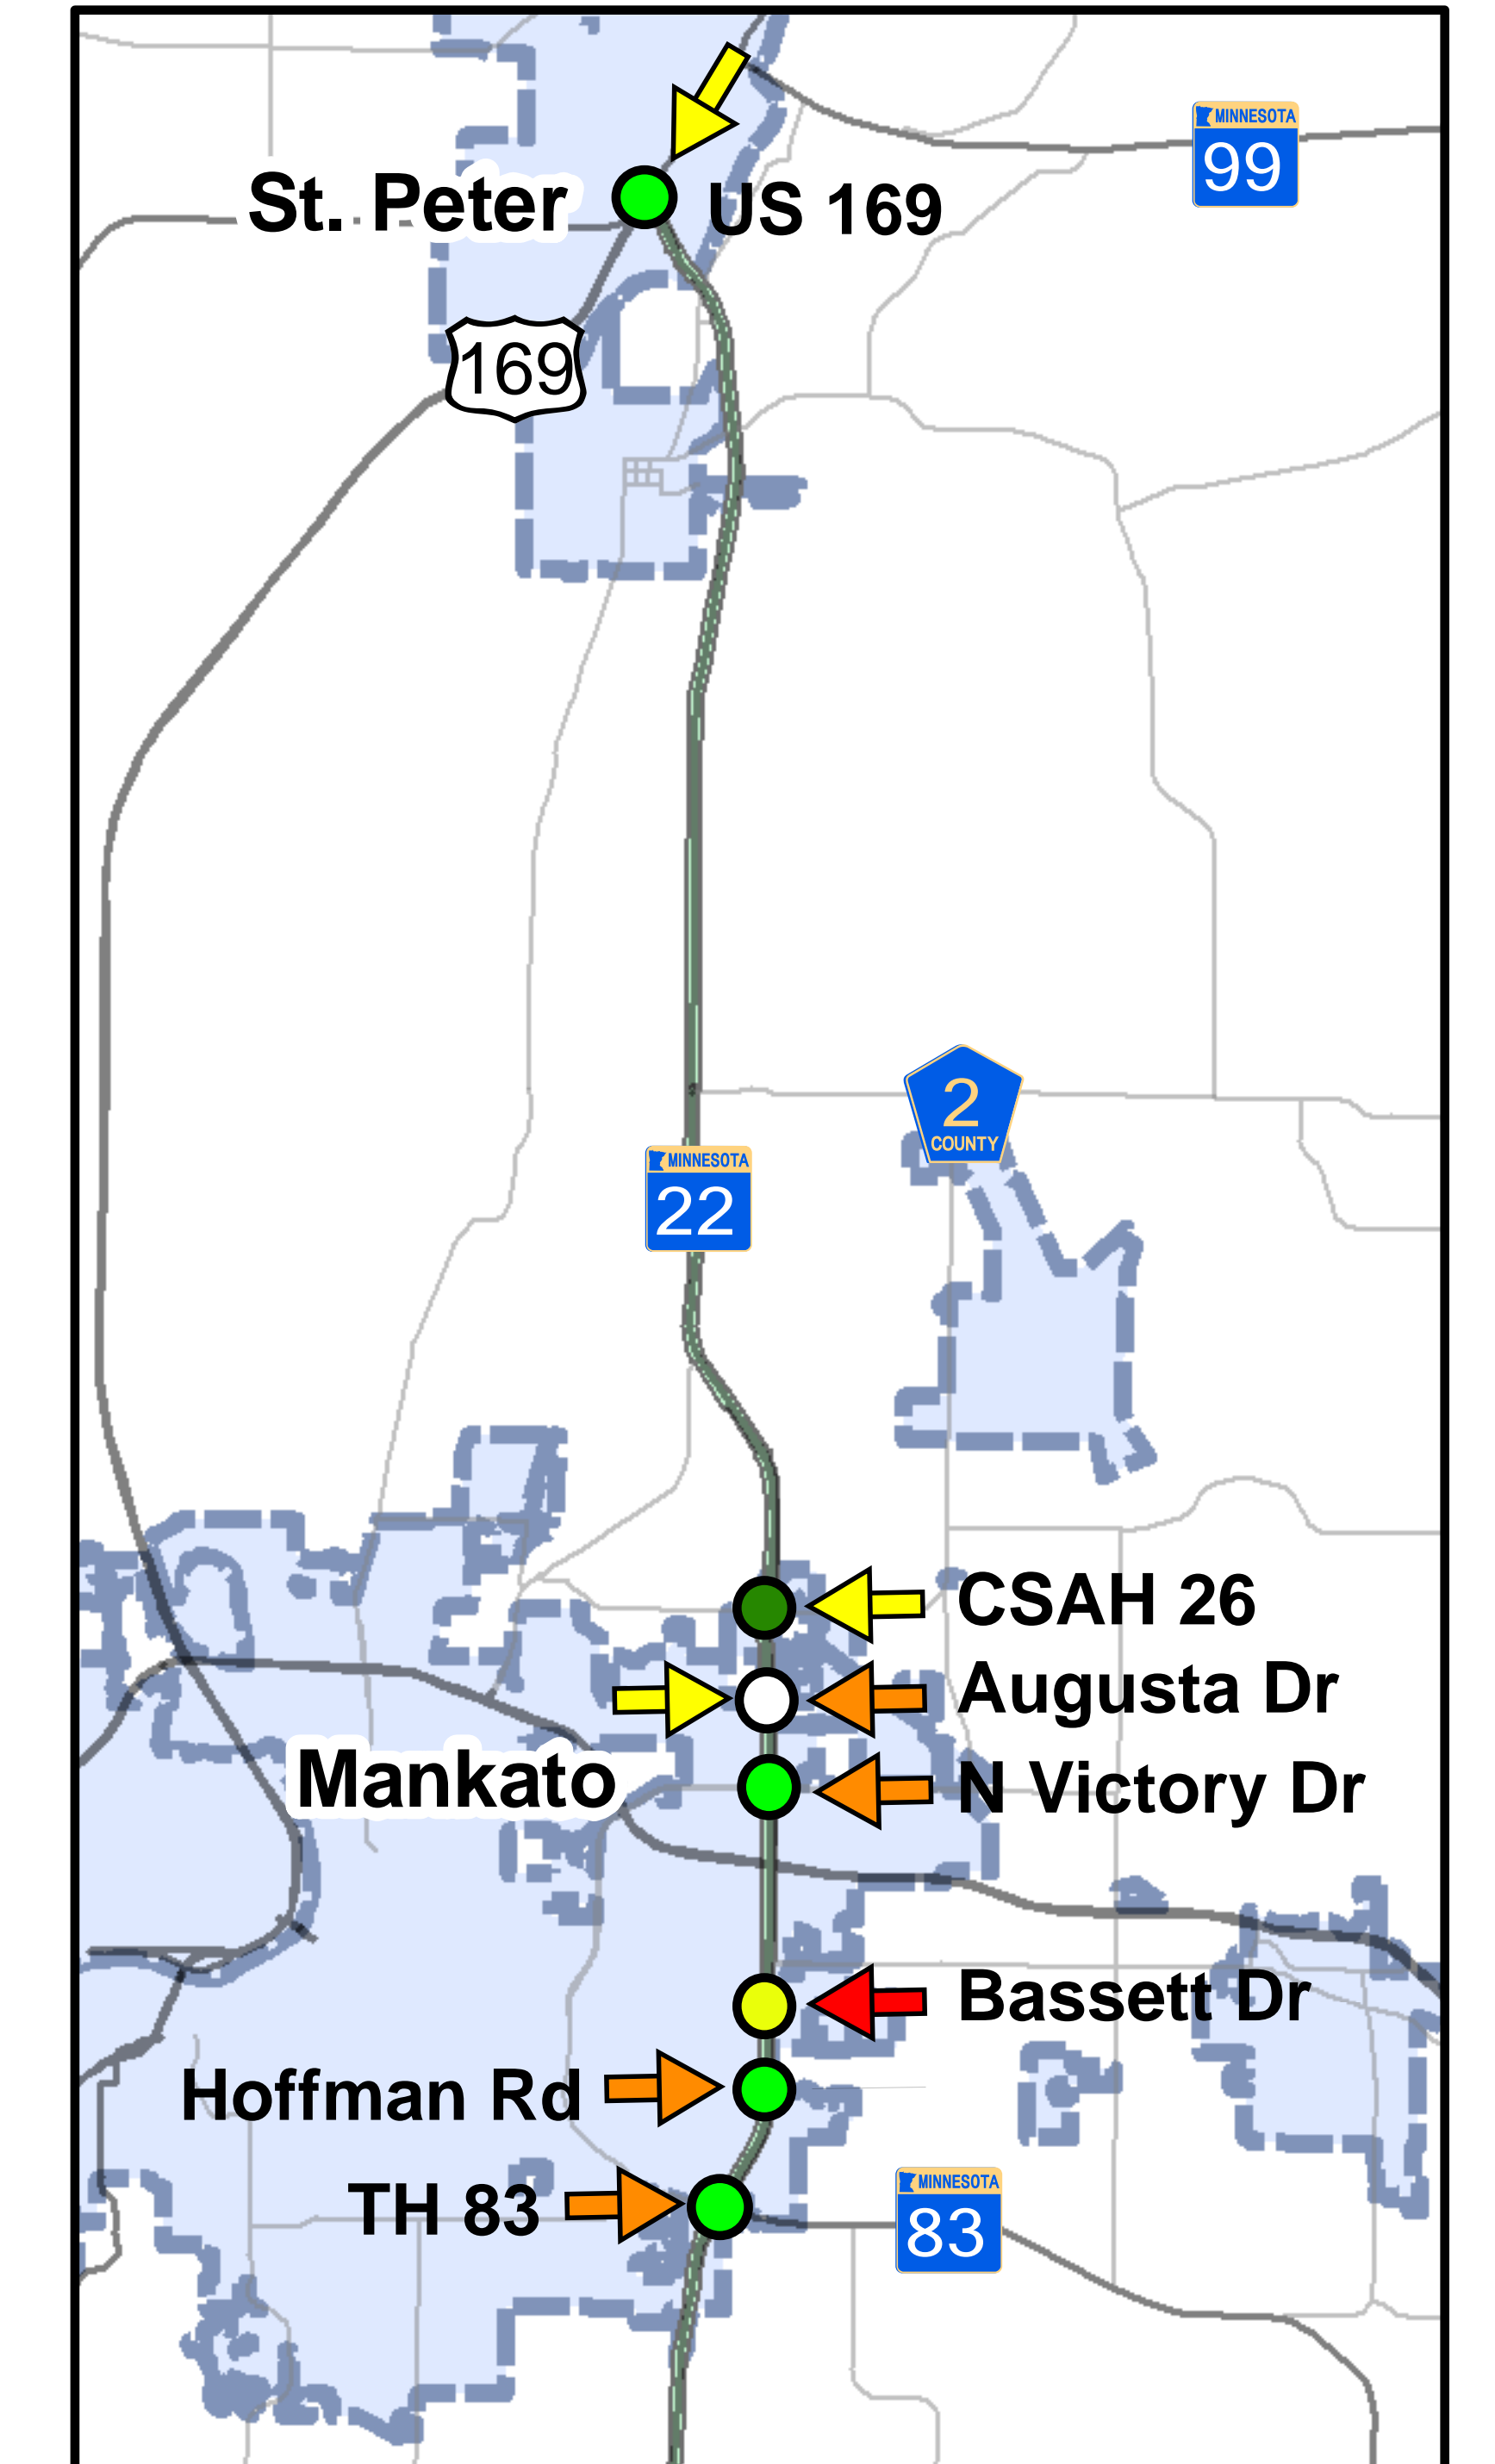 MINNESOTA
99
St. Peter
US 169
169
2
COUNTY
MINNESOTA
22
CSAH 26
Augusta Dr
Mankato
N Victory Dr
Bassett Dr
Hoffman Rd
TH 83
MINNESOTA
83